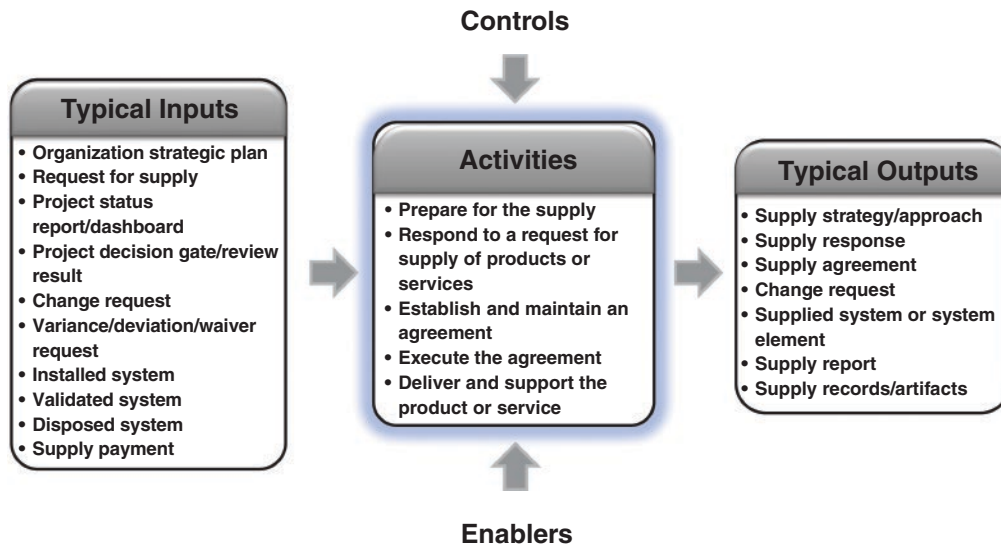 Controls
Typical Inputs
• Organization strategic plan
• Request for supply
• Project status
report/dashboard
• Project decision gate/review
result
• Change request
• Variance/deviation/waiver
request
• Installed system
• Validated system
• Disposed system
• Supply payment
Activities
• Prepare for the supply
• Respond to a request for
supply of products or
services
• Establish and maintain an
agreement
• Execute the agreement
• Deliver and support the
product or service
Typical Outputs
• Supply strategy/approach
• Supply response
• Supply agreement
• Change request
• Supplied system or system
element
• Supply report
• Supply records/artifacts
Enablers